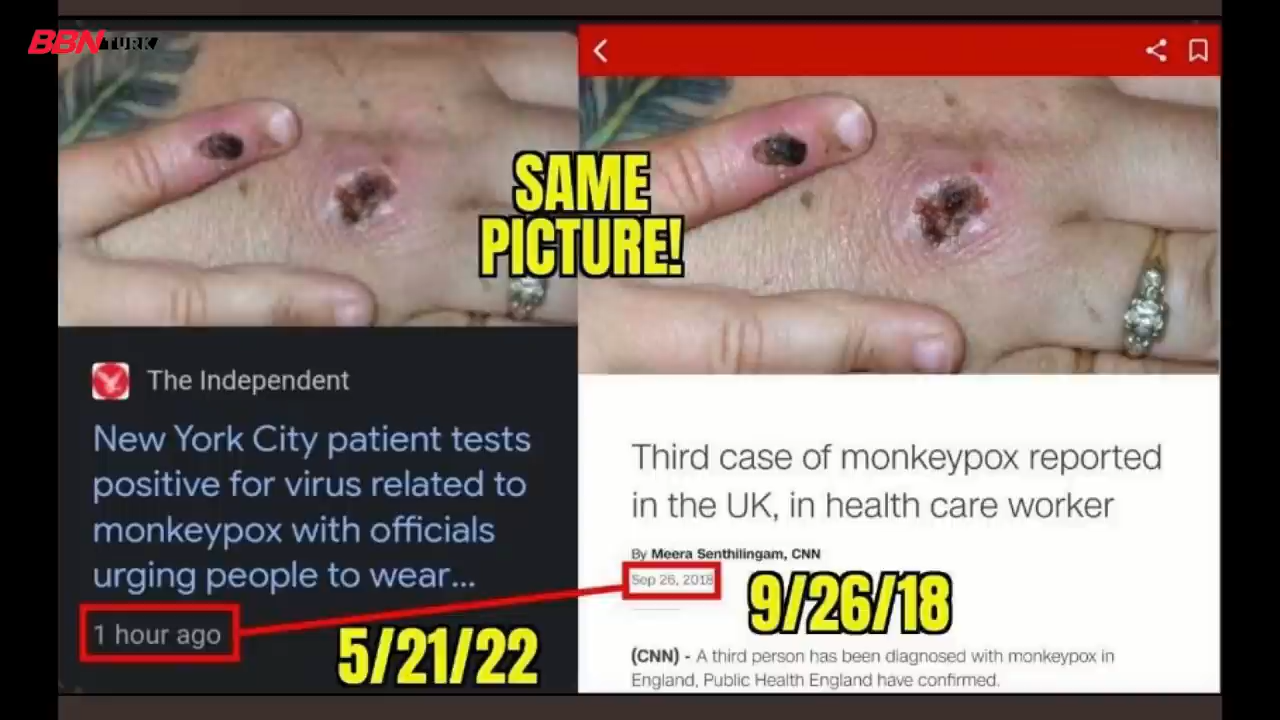 BBN TURK
SAME
PICTURE!
The Independent
New York City patient tests
positive for virus related to
monkeypox with officials
urging people to wear...
1 hour ago
5/21/22
Third case of monkeypox reported
in the UK, in health care worker
By Meera Senthilingam, CNN
Sep 26, 2018
9/26/18
(CNN) - A third person has been diagnosed with monkeypox in
England, Public Health England have confirmed.